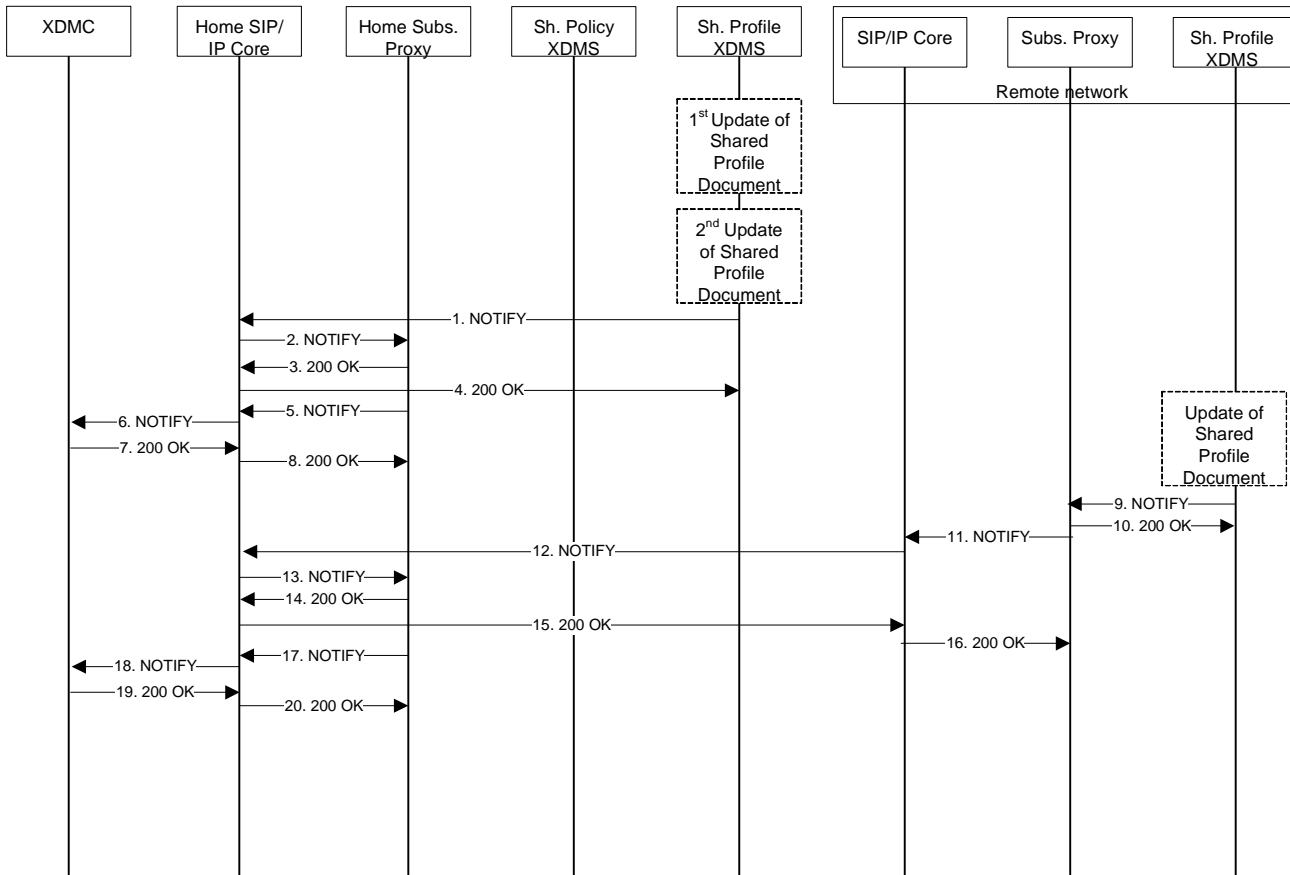 XDMC
Home SIP/
IP Core
Home Subs.
Proxy
Sh. Policy
XDMS
Sh. Profile
XDMS
SIP/IP Core
Subs. Proxy
Sh. Profile
XDMS
Remote network
1st Update of
Shared
Profile
Document
2nd Update
of Shared
Profile
Document
1. NOTIFY
2. NOTIFY
3. 200 OK
4. 200 OK
5. NOTIFY
6. NOTIFY
7. 200 OK
8. 200 OK
Update of
Shared
Profile
Document
9. NOTIFY
10. 200 OK
11. NOTIFY
12. NOTIFY
13. NOTIFY
14. 200 OK
15. 200 OK
16. 200 OK
17. NOTIFY
18. NOTIFY
19. 200 OK
20. 200 OK